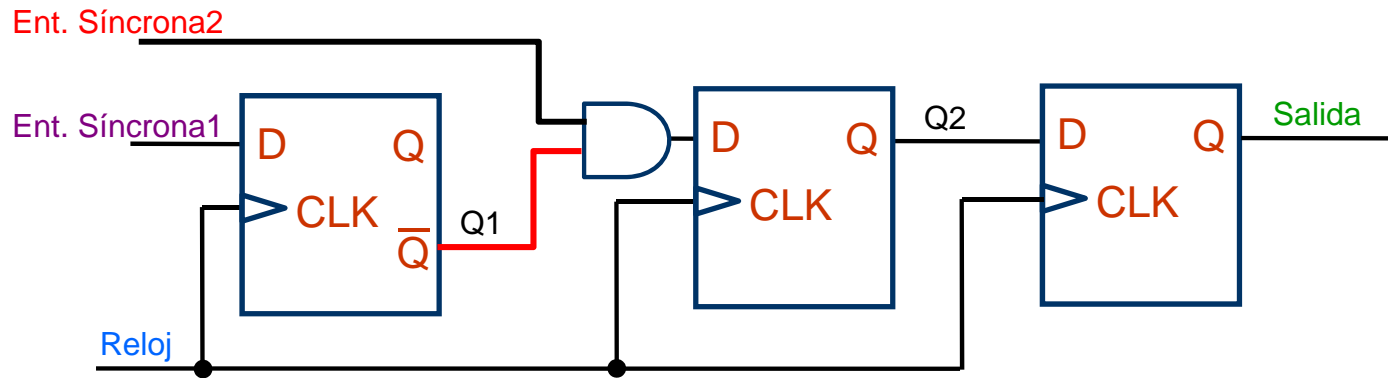 Ent. Síncrona2
Ent. Síncrona1
D
Q
CLK
Q̅
Q1
D
Q
CLK
Q2
D
Q
CLK
Salida
Reloj